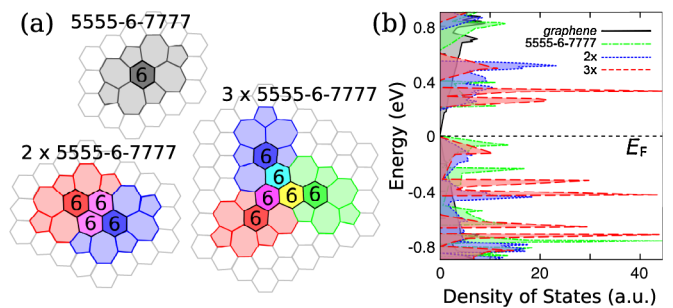 (a)
5555-6-7777
6
3 x 5555-6-7777
6
6
6
6
6
2 x 5555-6-7777
6
6
6
6
(b)
graphene
5555-6-7777
2x
3x
0.8
0.4
0
-0.4
-0.8
Energy (eV)
E_F
0
20
40
Density of States (a.u.)